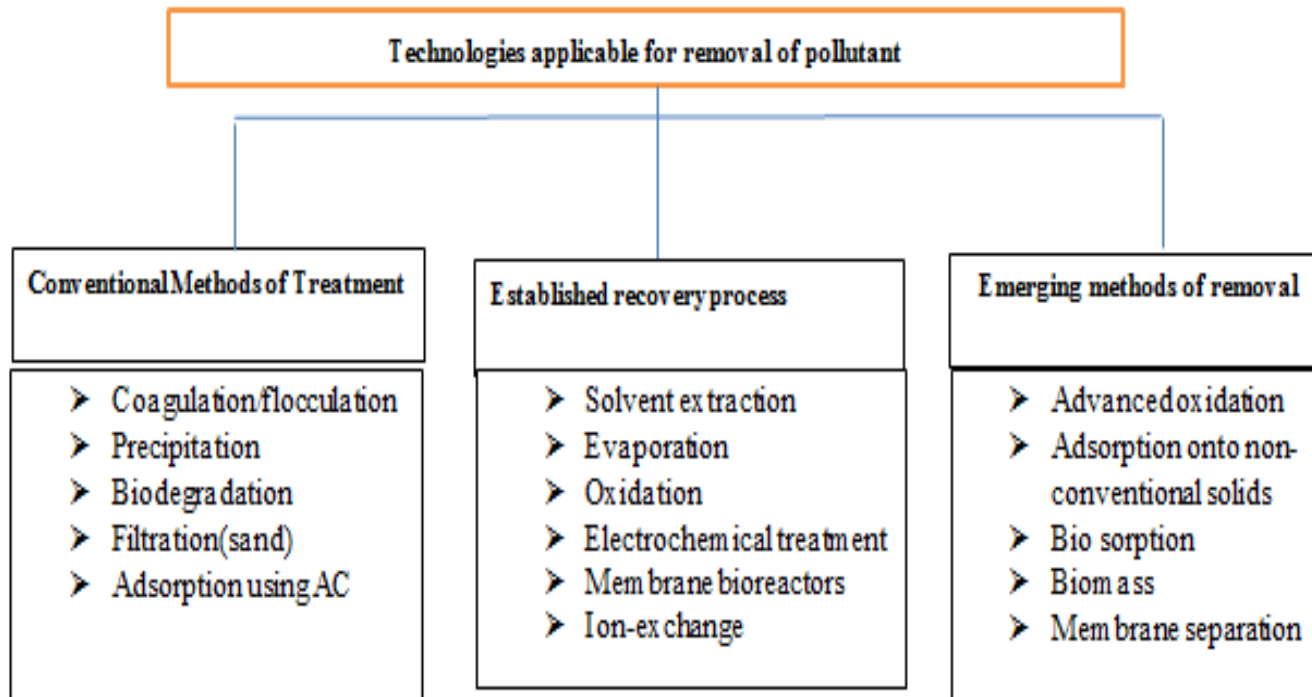 Technologies applicable for removal of pollutant
Conventional Methods of Treatment
Coagulation/flocculation
Precipitation
Biodegradation
Filtration(sand)
Adsorption using AC
Established recovery process
Solvent extraction
Evaporation
Oxidation
Electrochemical treatment
Membrane bioreactors
Ion-exchange
Emerging methods of removal
Advanced oxidation
Adsorption onto non-
conventional solids
Bio sorption
Biomass
Membrane separation